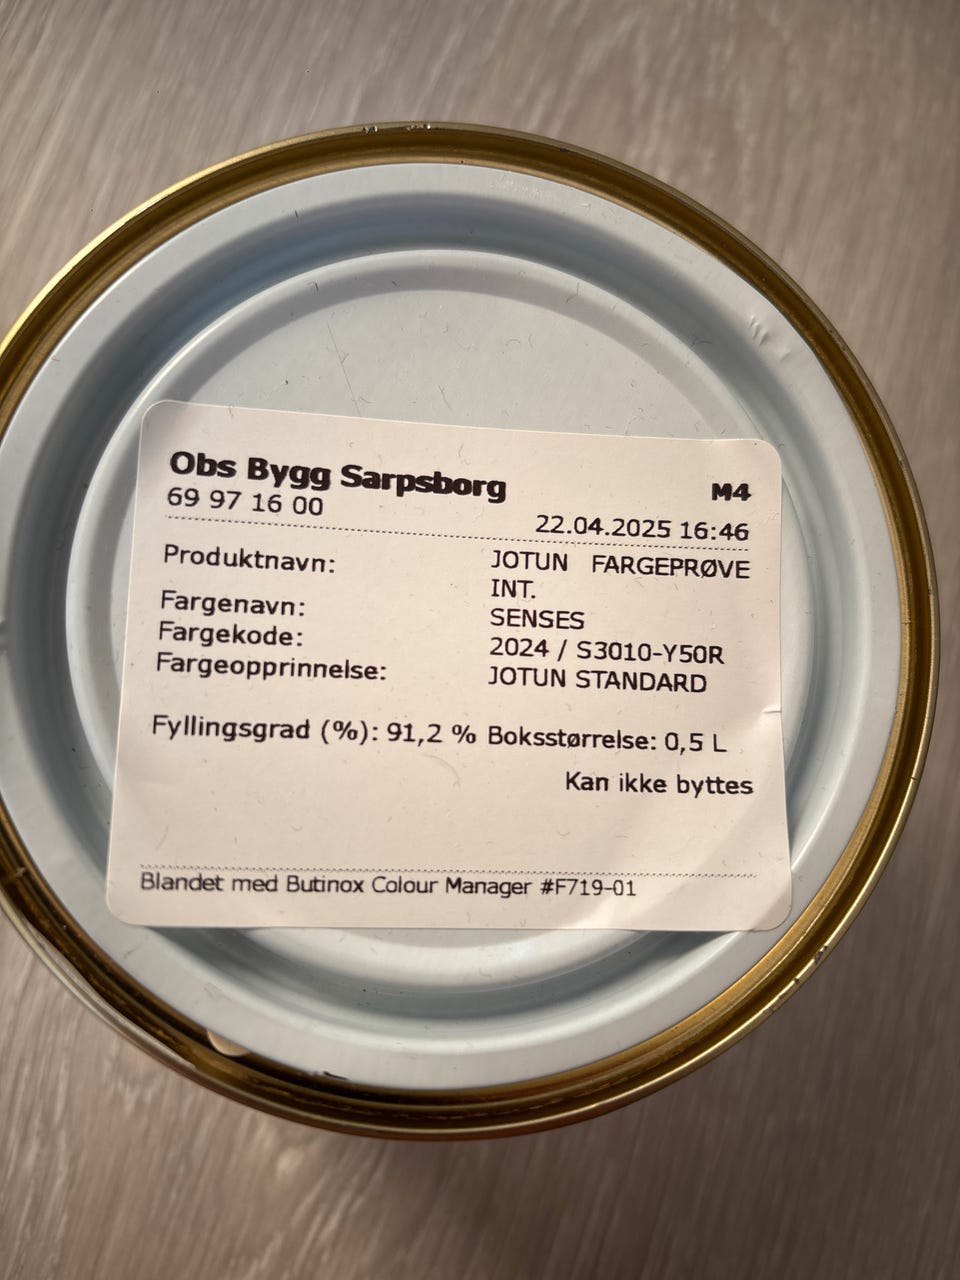 Obs Bygg Sarpsborg M4
69 97 16 00 22.04.2025 16:46
Produktnavn: JOTUN FARGEPRØVE
INT.
Fargenavn: SENSES
Fargekode: 2024 / S3010-Y50R
Fargeopprinnelse: JOTUN STANDARD
Fyllingsgrad (%): 91,2 % Boksstørrelse: 0,5 L
Kan ikke byttes
Blandet med Butinox Colour Manager #F719-01